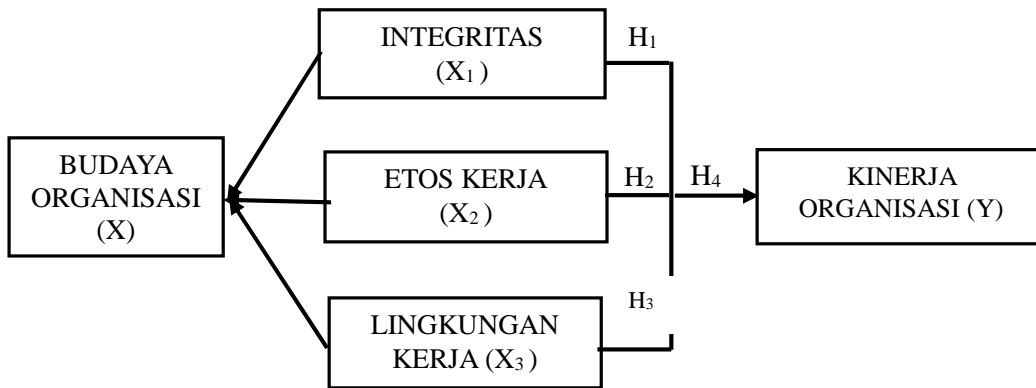 INTEGRITAS
(X₁ )
H₁
BUDAYA
ORGANISASI
(X)
ETOS KERJA
(X₂ )
H₂
H₄
KINERJA
ORGANISASI (Y)
H₃
LINGKUNGAN
KERJA (X₃ )